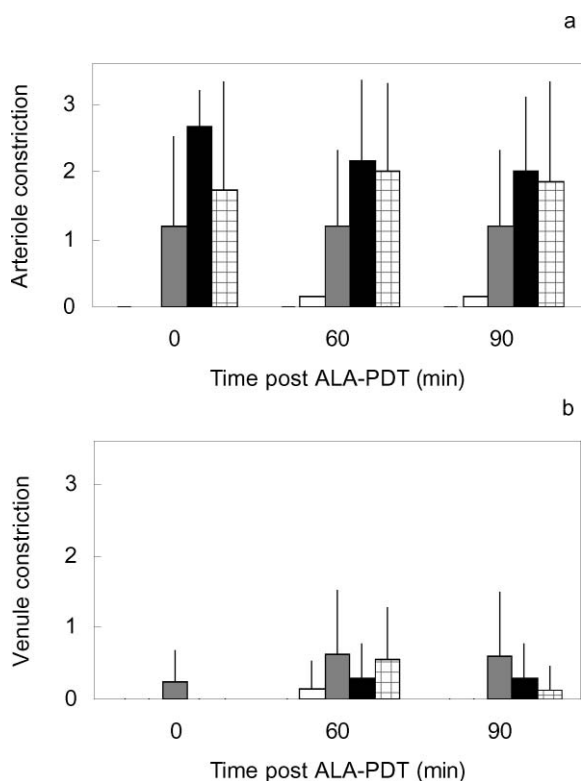 a
Arteriole constriction
3
2
1
0
0 60 90
Time post ALA-PDT (min)
b
Venule constriction
3
2
1
0
0 60 90
Time post ALA-PDT (min)